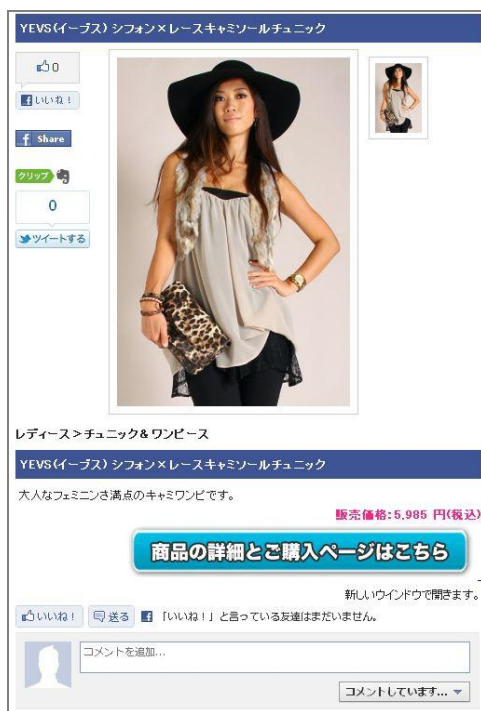 YEVS(イーブス) シフォン×レースキャミソールチュニック
0
いいね！
Share
クリップ
0
ツイートする
レディース＞チュニック& ワンピース
YEVS(イーブス) シフォン×レースキャミソールチュニック
大人なフェミニンさ満点のキャミワンピです。
販売価格:5,985 円(税込)
商品の詳細とご購入ページはこちら
新しいウインドウで開きます。
いいね！ 送る 「いいね！」と言っている友達はまだいません。
コメントを追加...
コメントしています...